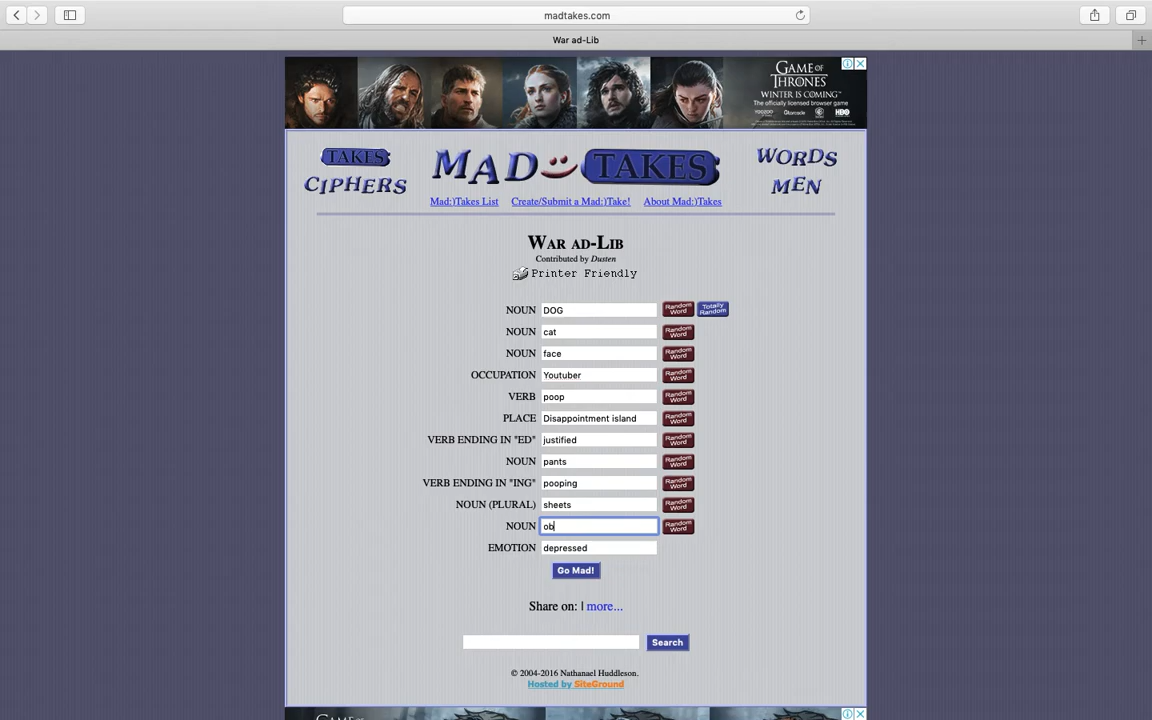 madtakes.com
War ad-Lib
GAME OF
THRONES
WINTER IS COMING™
The officially licensed browser game
HBO
TAKES
CIPHERS
MAD:)TAKES
WORDS
MEN
Mad:)Takes List Create/Submit a Mad:)Take! About Mad:)Takes
WAR AD-LIB
Contributed by Dusten
Printer Friendly
NOUN DOG Random Word Totally Random
NOUN cat Random Word
NOUN face Random Word
OCCUPATION Youtuber Random Word
VERB poop Random Word
PLACE Disappointment island Random Word
VERB ENDING IN "ED" justified Random Word
NOUN pants Random Word
VERB ENDING IN "ING" pooping Random Word
NOUN (PLURAL) sheets Random Word
NOUN ob Random Word
EMOTION depressed
Go Mad!
Share on: | more...
Search
© 2004-2016 Nathanael Huddleson.
Hosted by SiteGround